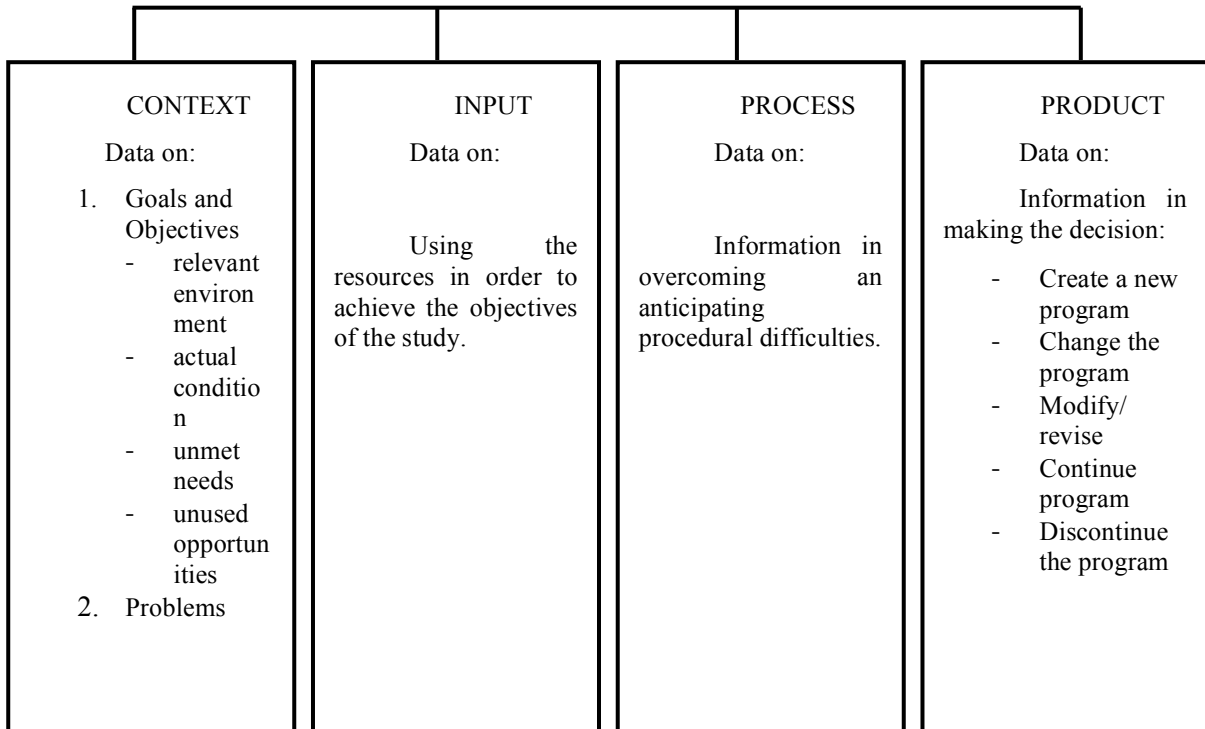 CONTEXT
Data on:
1. Goals and
Objectives
- relevant
environ
ment
- actual
conditio
n
- unmet
needs
- unused
opportun
ities
2. Problems
INPUT
Data on:
Using the
resources in order to
achieve the objectives
of the study.
PROCESS
Data on:
Information in
overcoming an
anticipating
procedural difficulties.
PRODUCT
Data on:
Information in
making the decision:
- Create a new
program
- Change the
program
- Modify/
revise
- Continue
program
- Discontinue
the program